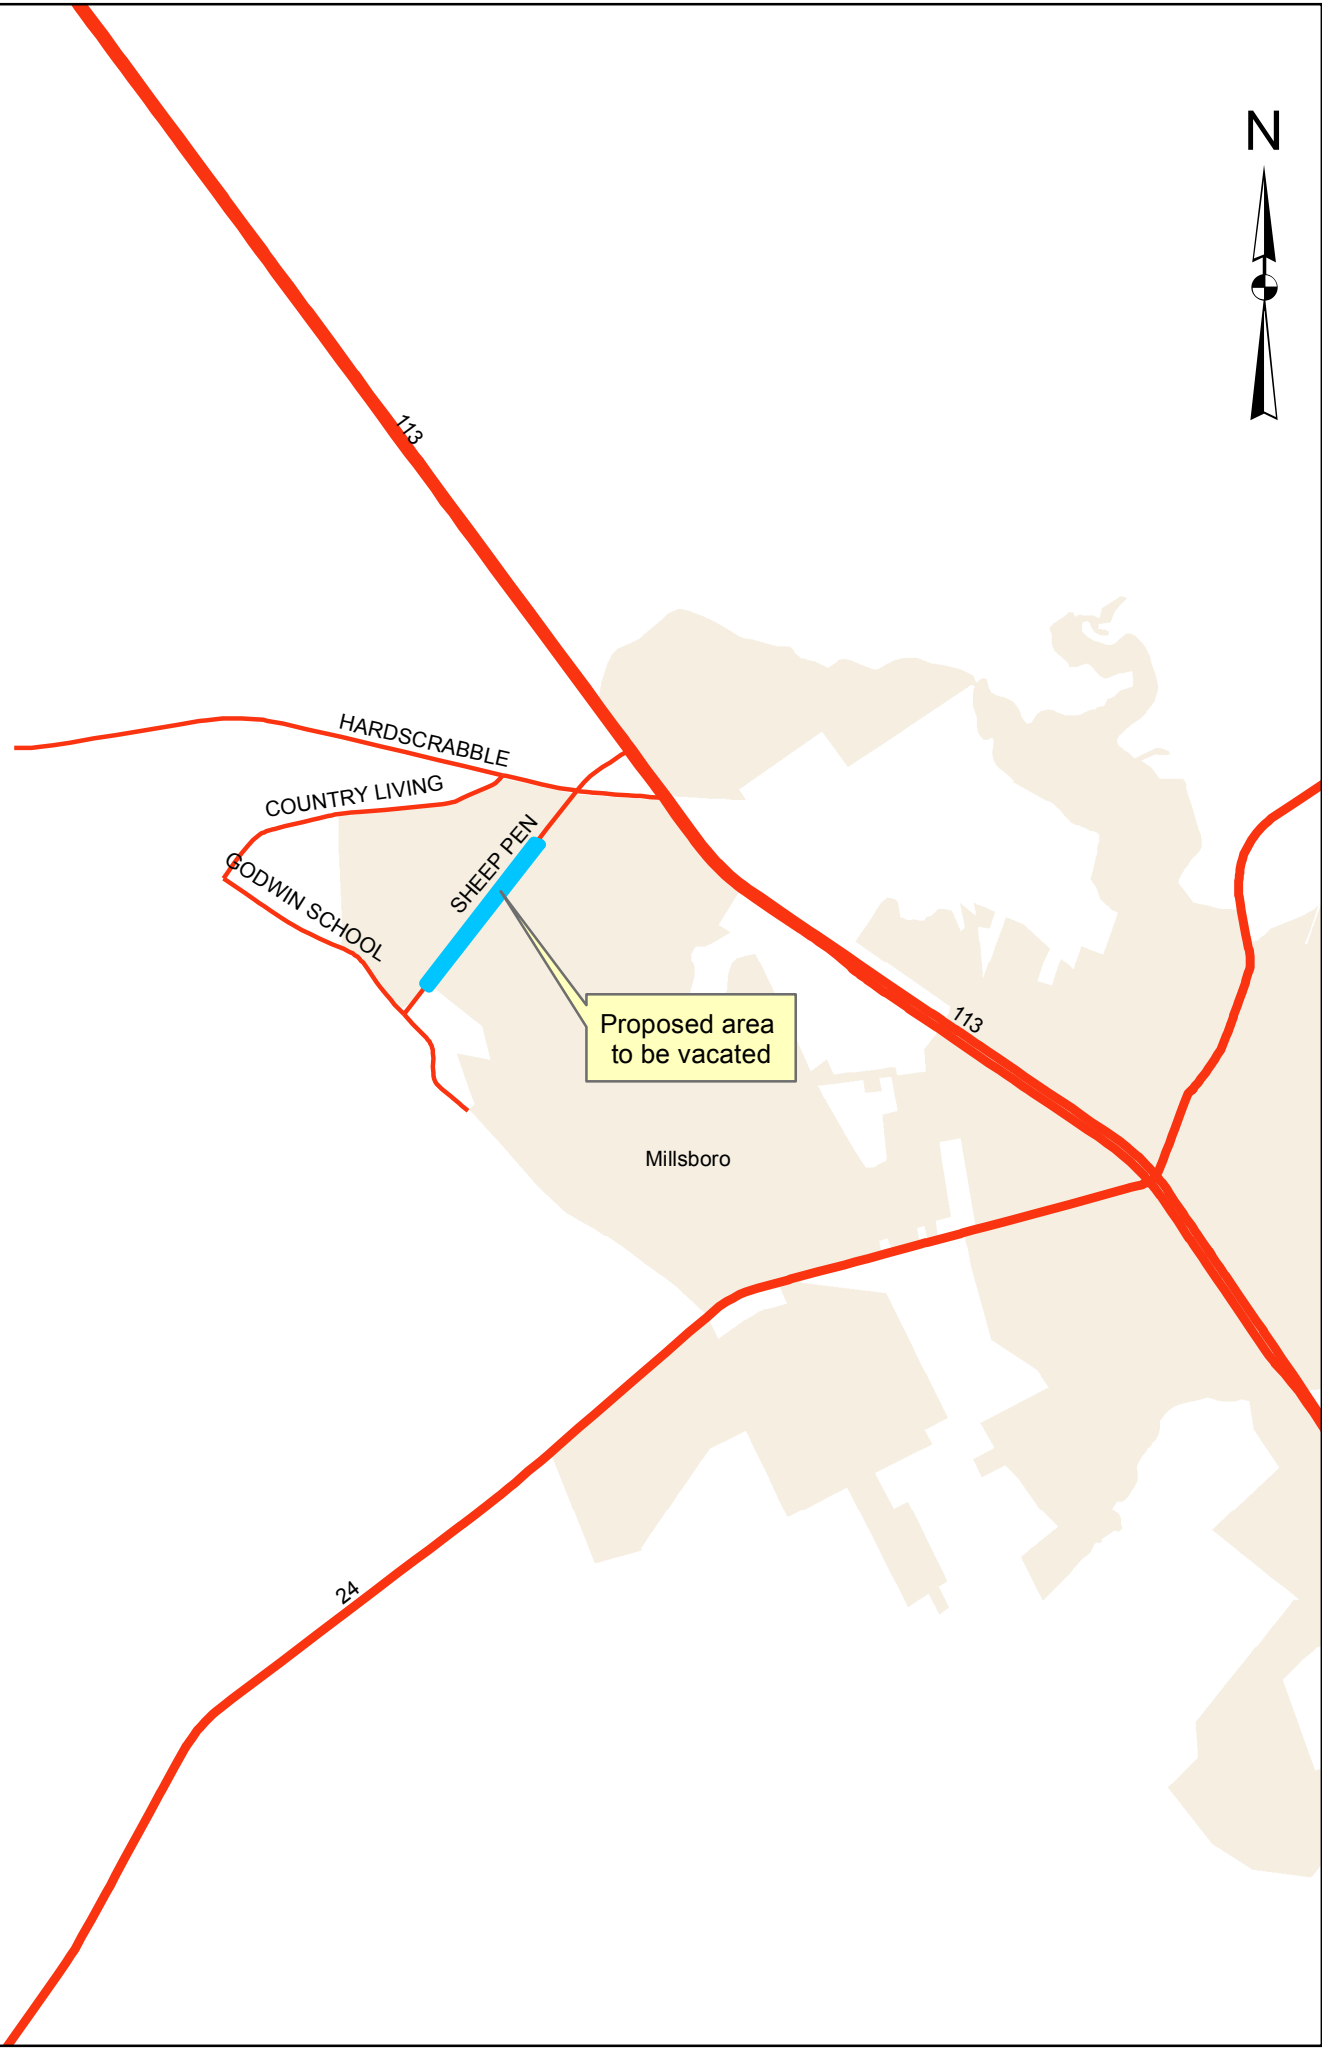 N
113
HARDSCRABBLE
COUNTRY LIVING
SHEEP PEN
GODWIN SCHOOL
Proposed area
to be vacated
113
Millsboro
24